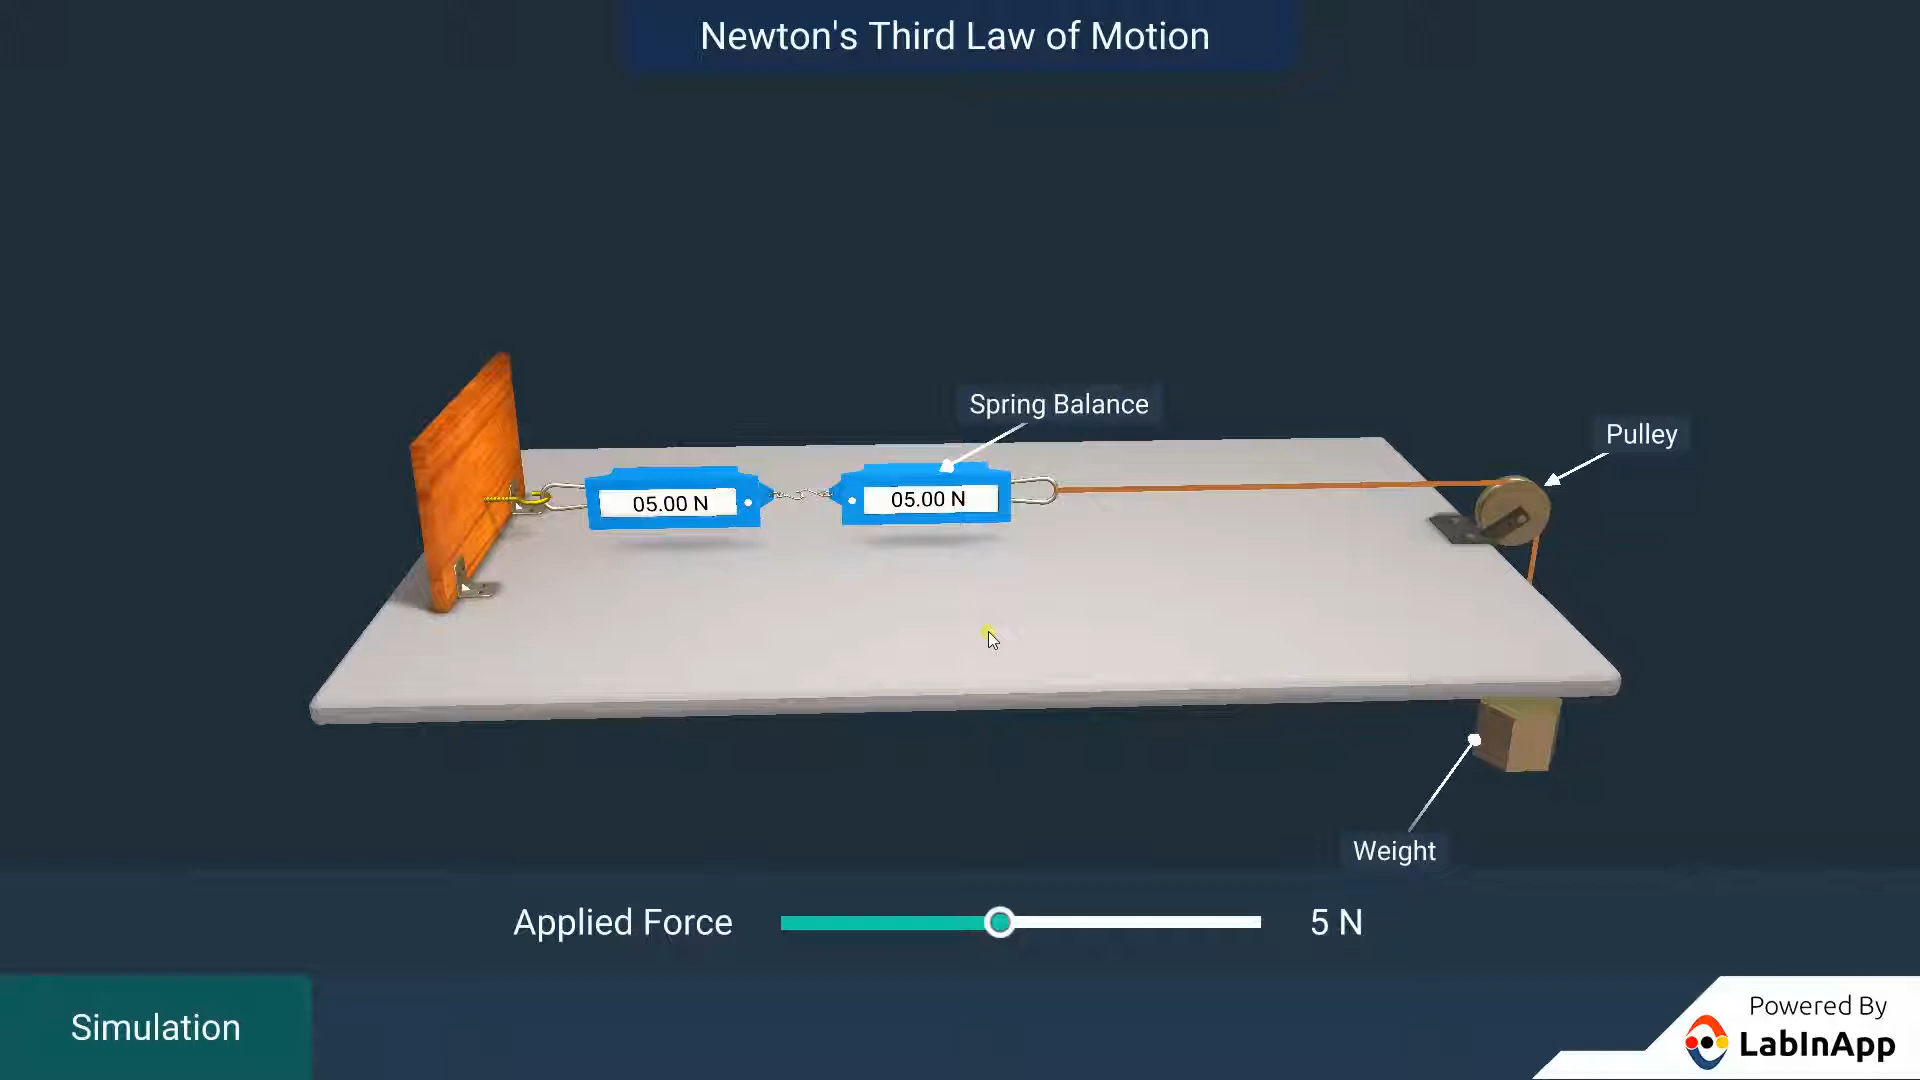 Newton's Third Law of Motion
Spring Balance
Pulley
05.00 N
05.00 N
Weight
Applied Force
5 N
Simulation
Powered By
LabInApp